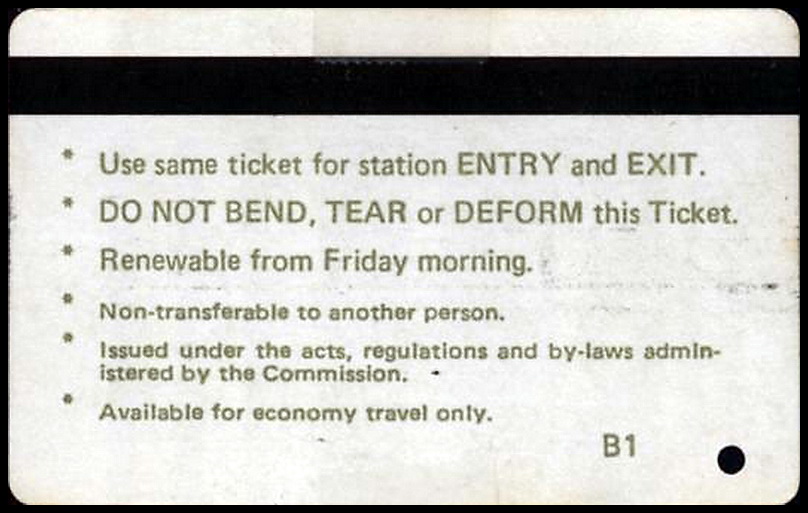 * Use same ticket for station ENTRY and EXIT.
* DO NOT BEND, TEAR or DEFORM this Ticket.
* Renewable from Friday morning.
* Non-transferable to another person.
* Issued under the acts, regulations and by-laws admin-
istered by the Commission.
* Available for economy travel only.
B1